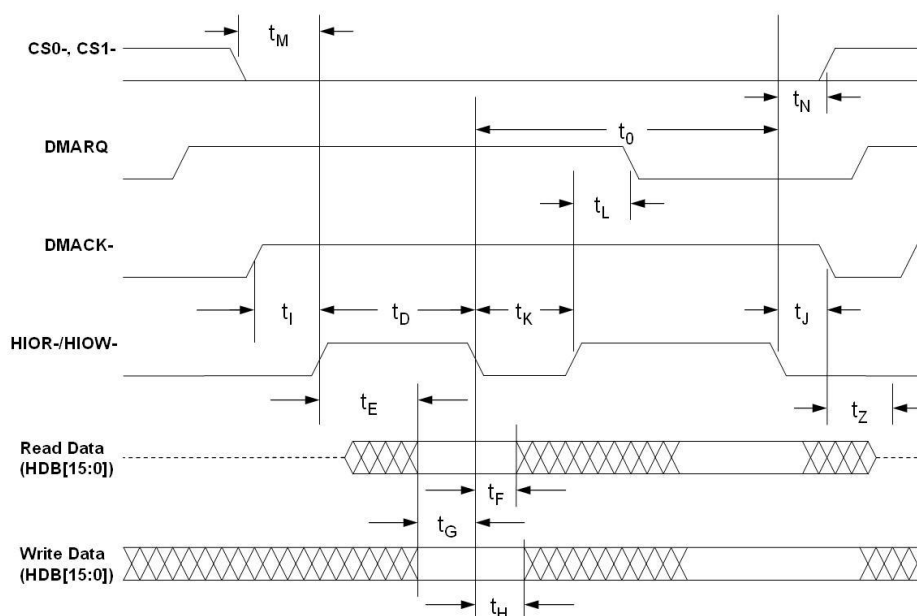 t_M
CS0-, CS1-
t_N
t_0
DMARQ
t_L
DMACK-
t_I
t_D
t_K
t_J
HIOR-/HIOW-
t_E
t_Z
Read Data
(HDB[15:0])
t_F
t_G
Write Data
(HDB[15:0])
t_H